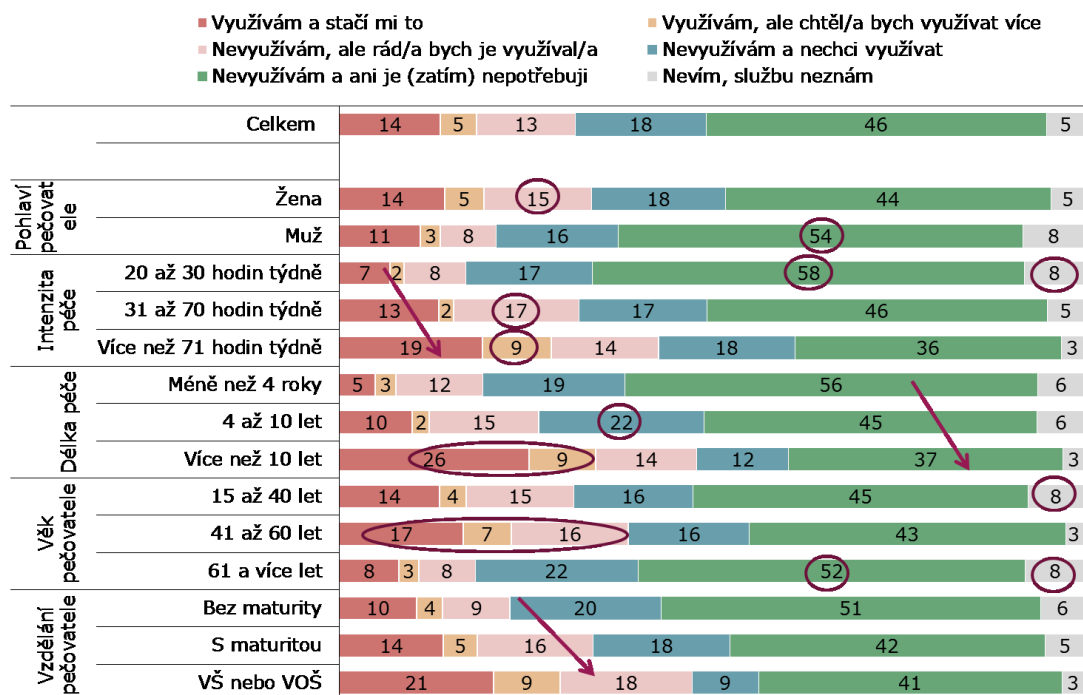 Využívám a stačí mi to
Využívám, ale chtěl/a bych využívat více
Nevyužívám, ale rád/a bych je využíval/a
Nevyužívám a nechci využívat
Nevyužívám a ani je (zatím) nepotřebuji
Nevím, službu neznám
Celkem 14 5 13 18 46 5
Pohlaví
pečovat
ele
Žena 14 5 15 18 44 5
Muž 11 3 8 16 54 8
Intenzita
péče
20 až 30 hodin týdně 7 2 8 17 58 8
31 až 70 hodin týdně 13 2 17 17 46 5
Více než 71 hodin týdně 19 9 14 18 36 3
Délka péče
Méně než 4 roky 5 3 12 19 56 6
4 až 10 let 10 2 15 22 45 6
Více než 10 let 26 9 14 12 37 3
Věk
pečovatele
15 až 40 let 14 4 15 16 45 8
41 až 60 let 17 7 16 16 43 3
61 a více let 8 3 8 22 52 8
Vzdělání
pečovatele
Bez maturity 10 4 9 20 51 6
S maturitou 14 5 16 18 42 5
VŠ nebo VOŠ 21 9 18 9 41 3